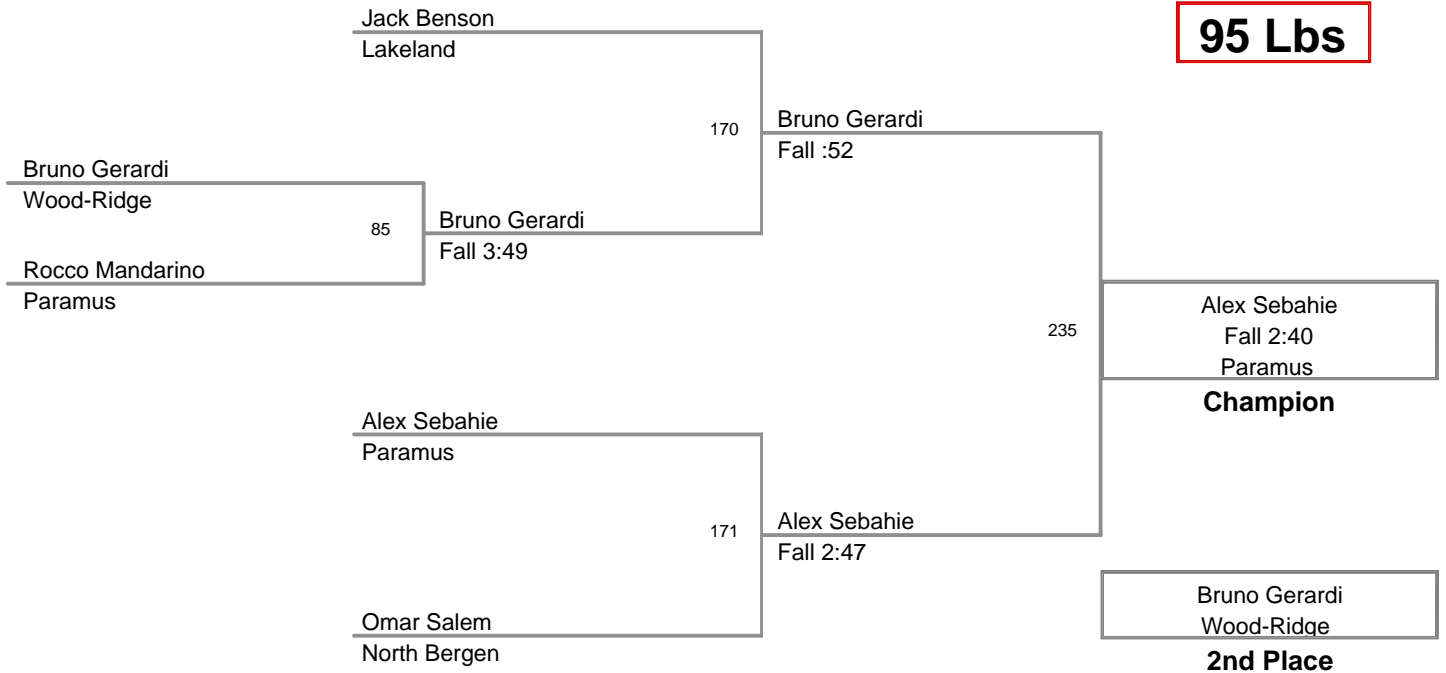 Jack Benson
Lakeland
95 Lbs
170
Bruno Gerardi
Fall :52
Bruno Gerardi
Wood-Ridge
85
Bruno Gerardi
Fall 3:49
Rocco Mandarino
Paramus
235
Alex Sebahie
Fall 2:40
Paramus
Champion
Alex Sebahie
Paramus
171
Alex Sebahie
Fall 2:47
Omar Salem
North Bergen
Bruno Gerardi
Wood-Ridge
2nd Place